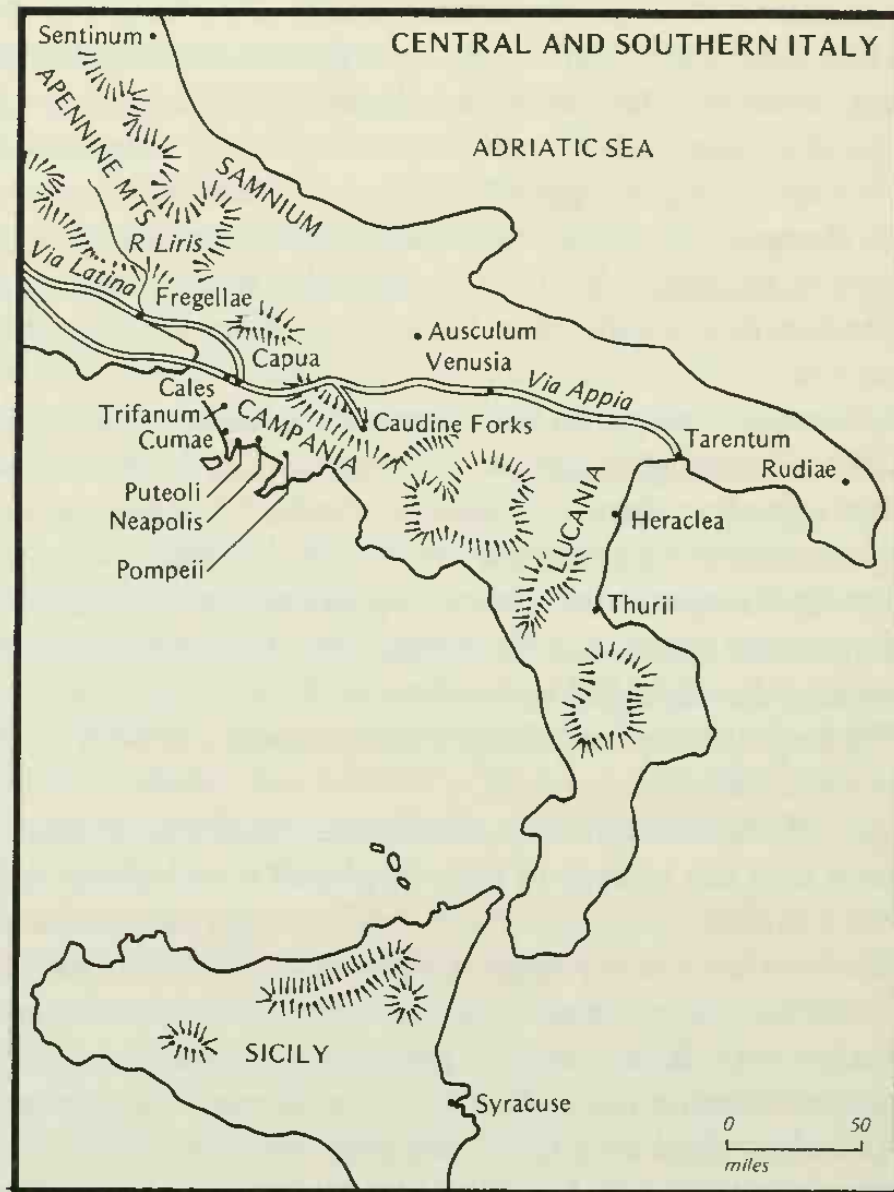 Sentinum
CENTRAL AND SOUTHERN ITALY
APENNINE MTS
ADRIATIC SEA
SAMNIUM
R Liris
Via Latina
Fregellae
Capua
Ausculum
Venusia
Via Appia
Cales
Trifanum
CAMPANIA
Cumae
Caudine Forks
Tarentum
Rudiae
Puteoli
Neapolis
LUCANIA
Heraclea
Pompeii
Thurii
SICILY
Syracuse
0 50
miles